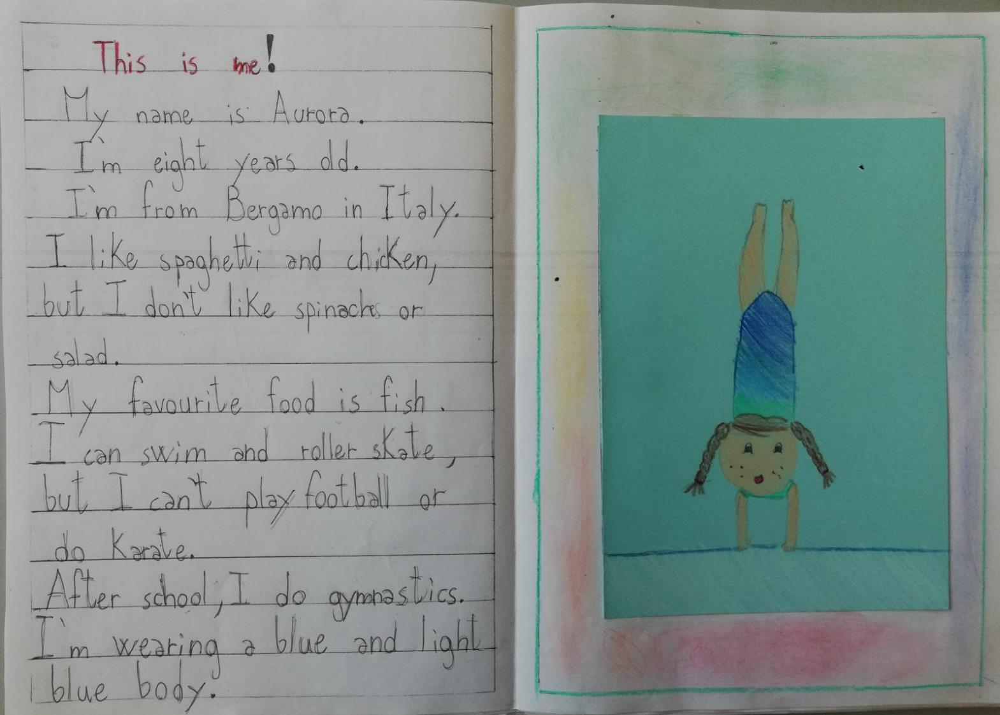 This is me!
My name is Aurora.
I'm eight years old.
I'm from Bergamo in Italy.
I like spaghetti and chicken,
but I don't like spinachs or
salad.
My favourite food is fish.
I can swim and roller skate,
but I can't play football or
do karate.
After school, I do gymnastics.
I'm wearing a blue and light
blue body.